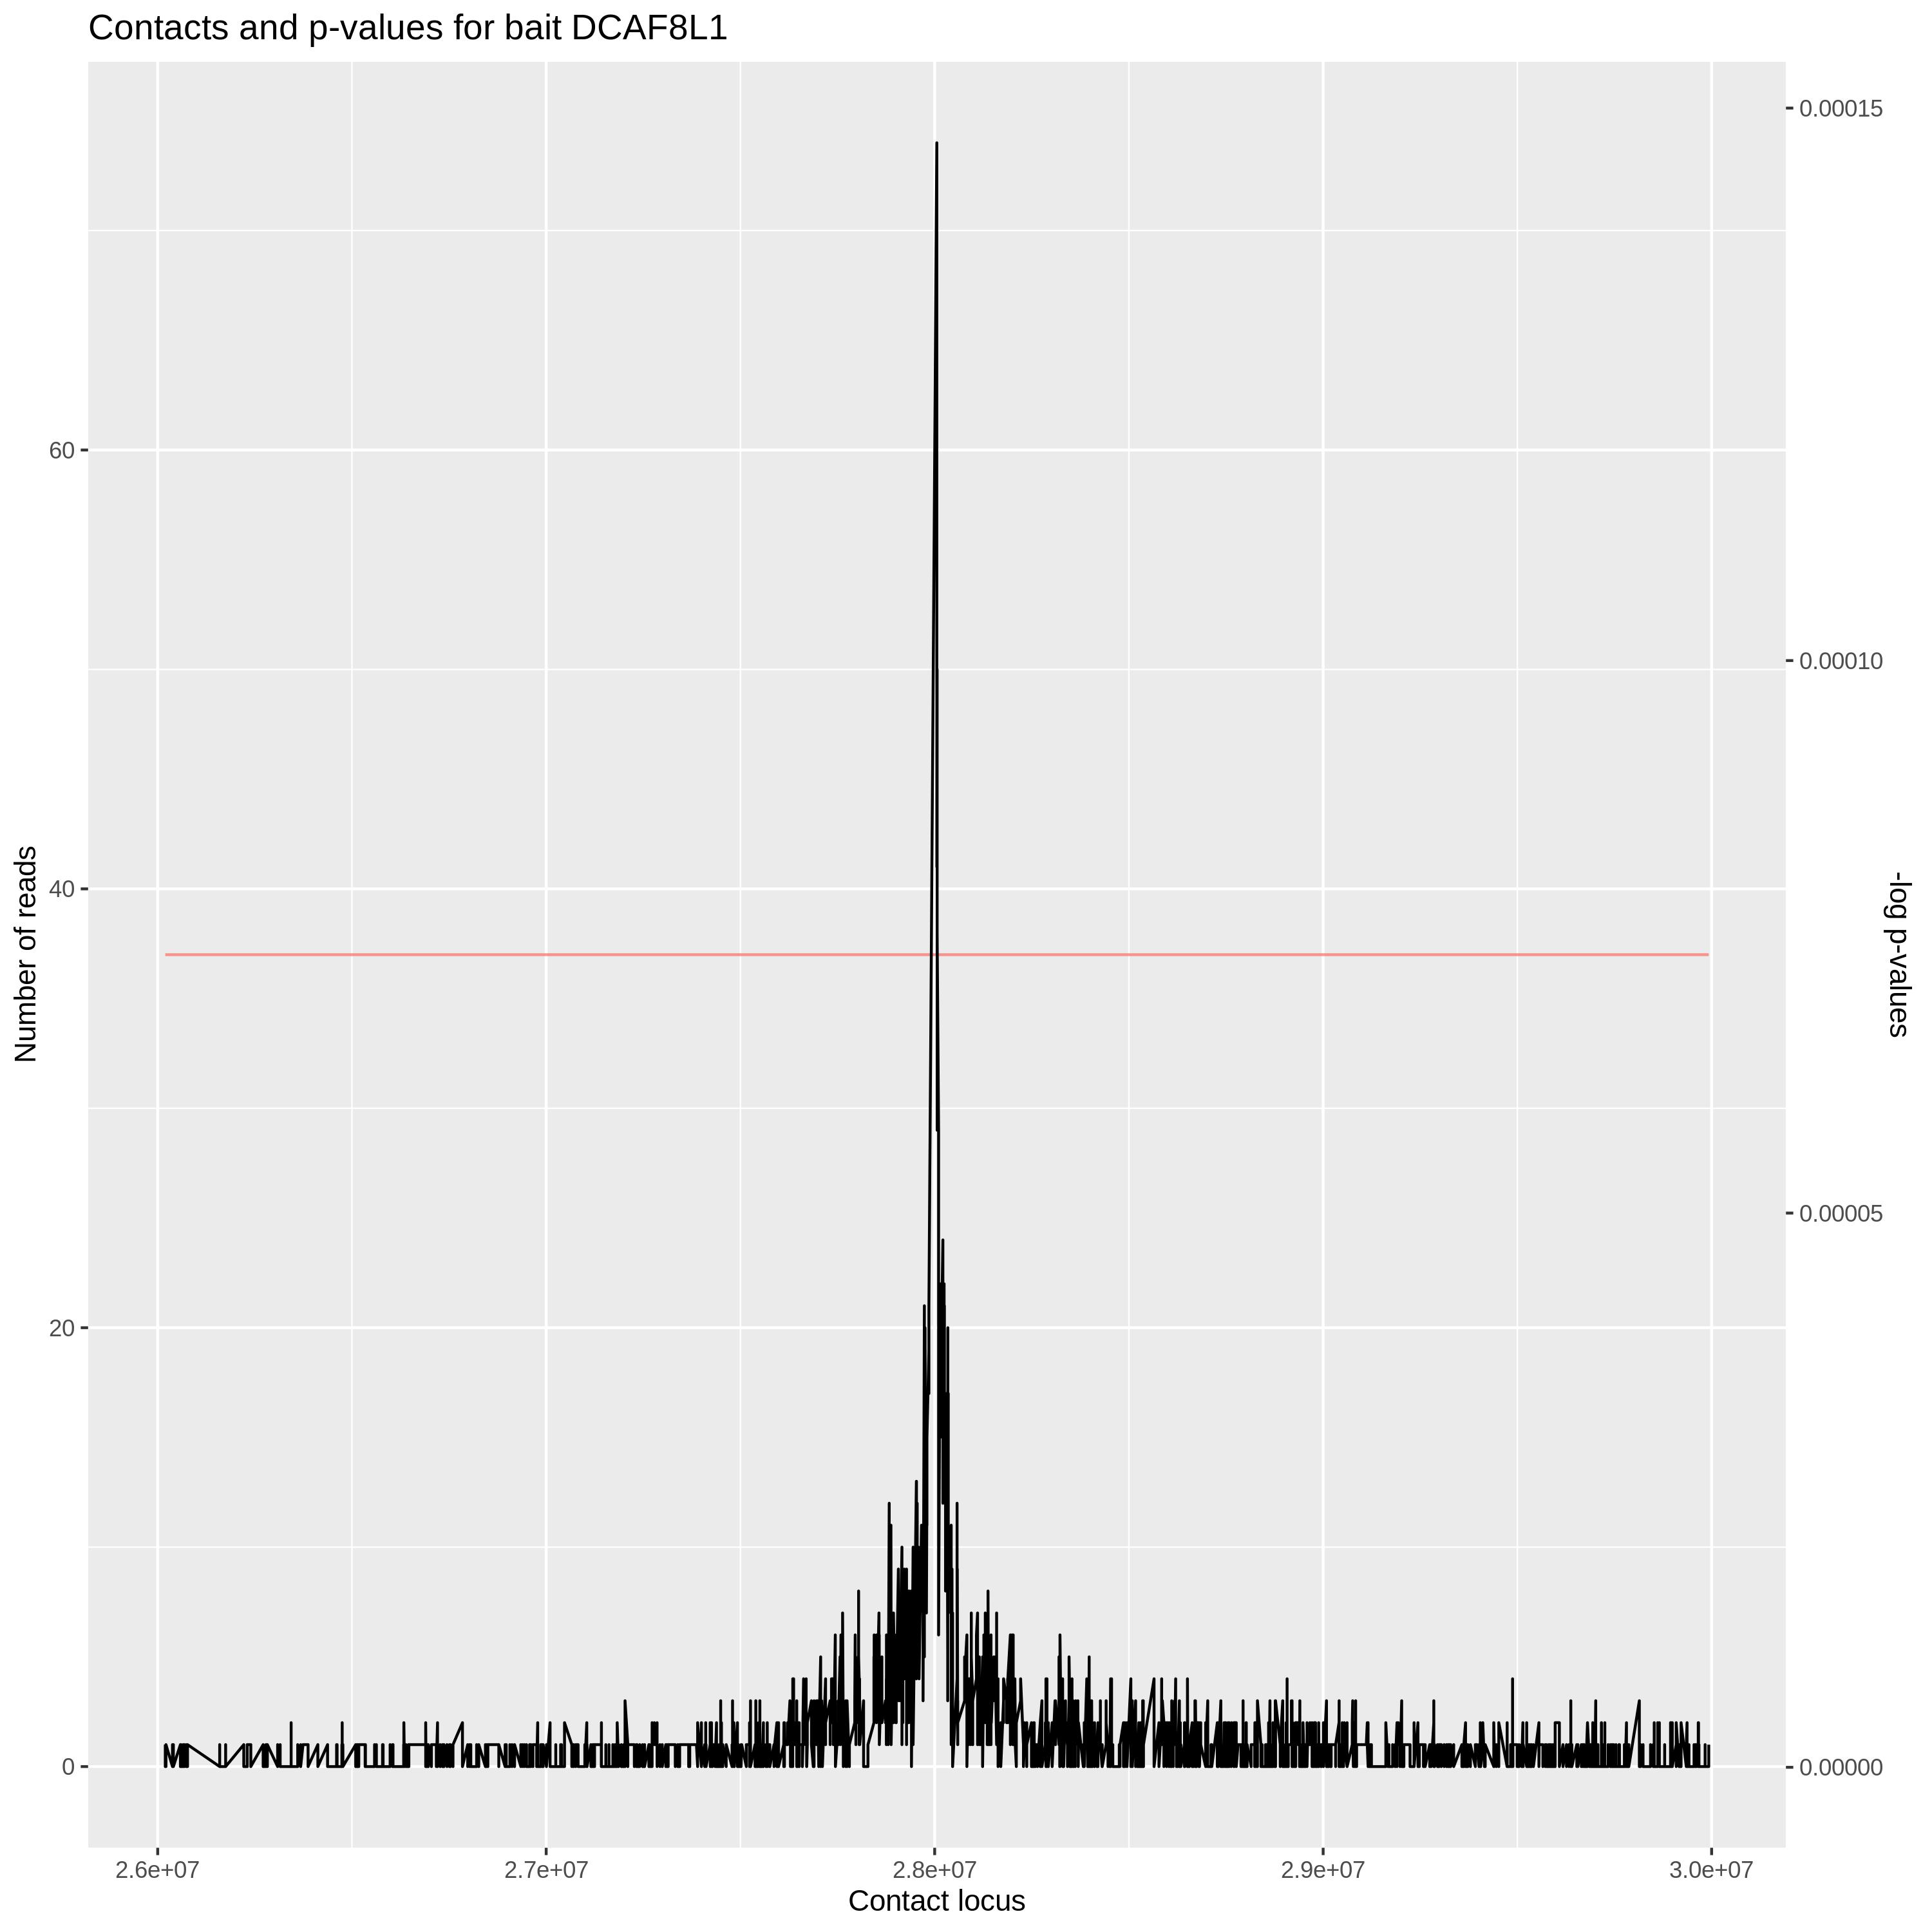 Contacts and p-values for bait DCAF8L1
0.00015
0.00010
0.00005
0.00000
60
40
20
0
Number of reads
-log p-values
2.6e+07
2.7e+07
2.8e+07
2.9e+07
3.0e+07
Contact locus